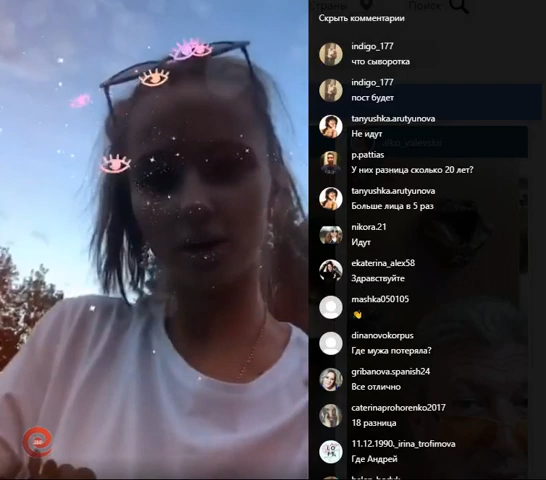 Страны
Поиск
Скрыть комментарии
indigo_177
что сыворотка
indigo_177
пост будет
tanyushka.arutyunova
Не идут
p.pattias
У них разница сколько 20 лет?
tanyushka.arutyunova
Больше лица в 5 раз
nikora.21
Идут
ekaterina_alex58
Здравствуйте
mashka050105
👋
dinanovokorpus
Где мужа потеряла?
gribanova.spanish24
Все отлично
caterinaprohorenko2017
18 разница
11.12.1990._irina_trofimova
Где Андрей